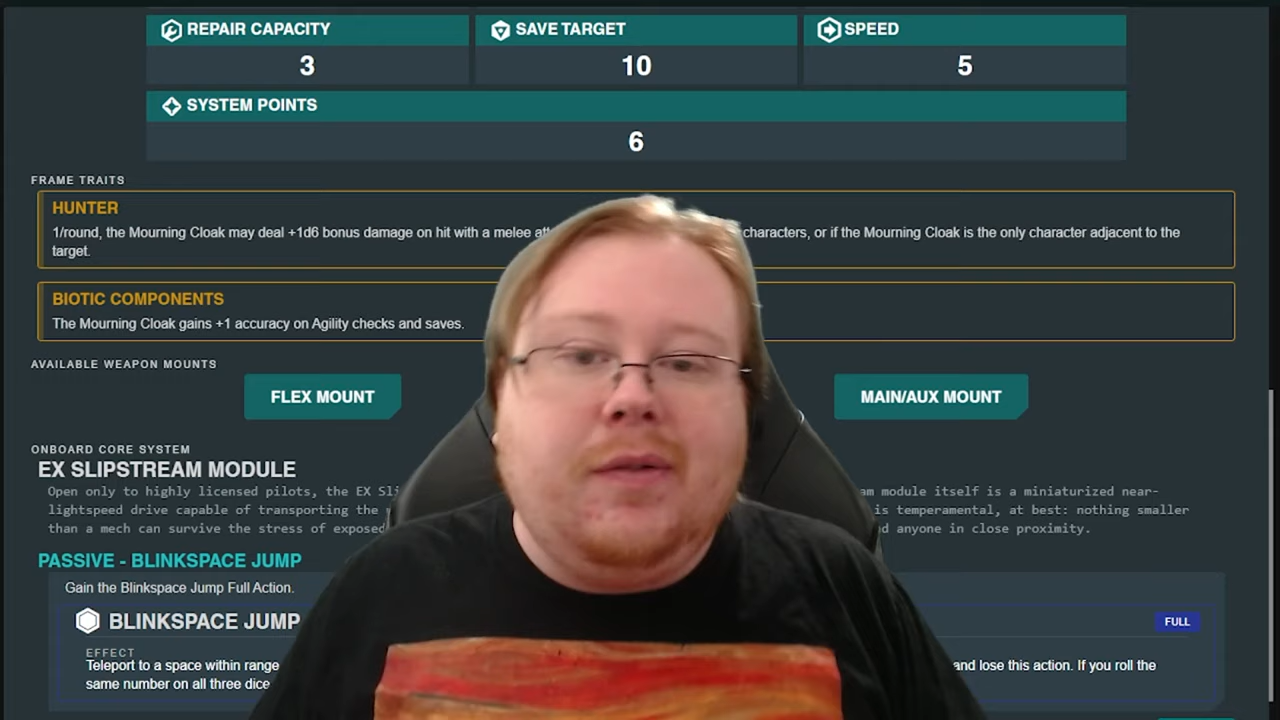 REPAIR CAPACITY
3
SAVE TARGET
10
SPEED
5
SYSTEM POINTS
6
FRAME TRAITS
HUNTER
1/round, the Mourning Cloak may deal +1d6 bonus damage on hit with a melee characters, or if the Mourning Cloak is the only character adjacent to the
target.
BIOTIC COMPONENTS
The Mourning Cloak gains +1 accuracy on Agility checks and saves.
AVAILABLE WEAPON MOUNTS
FLEX MOUNT
MAIN/AUX MOUNT
ONBOARD CORE SYSTEM
EX SLIPSTREAM MODULE
Open only to highly licensed pilots, the EX module itself is a miniaturized near-
lightspeed drive capable of transporting the is temperamental, at best: nothing smaller
than a mech can survive the stress of exposed anyone in close proximity.
PASSIVE - BLINKSPACE JUMP
Gain the Blinkspace Jump Full Action.
BLINKSPACE JUMP
FULL
EFFECT
Teleport to a space within range and lose this action. If you roll the
same number on all three dice